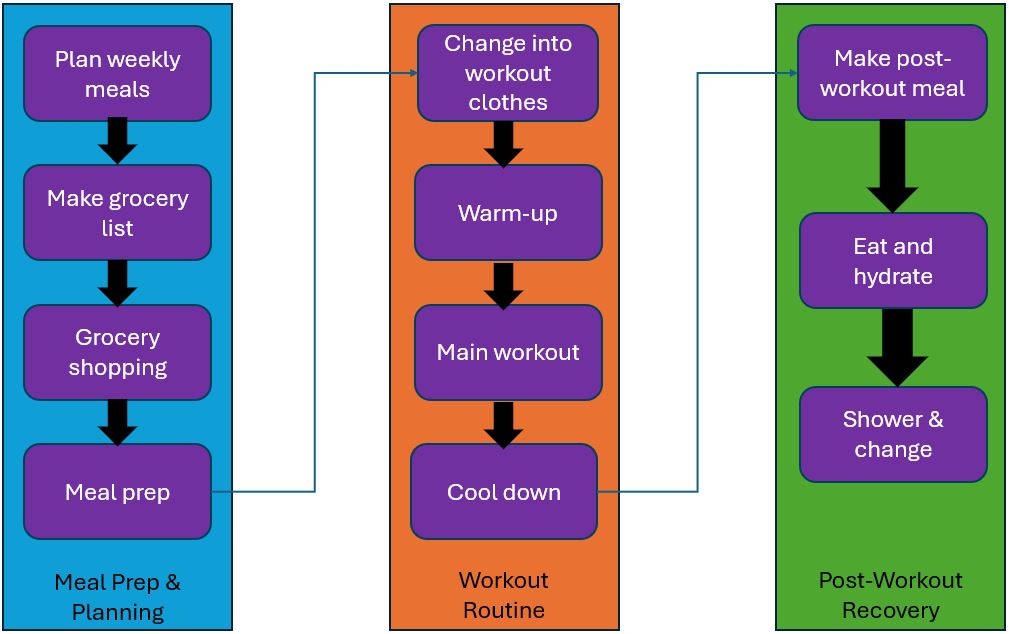 Plan weekly
meals
Make grocery
list
Grocery
shopping
Meal prep
Meal Prep &
Planning
Change into
workout
clothes
Warm-up
Main workout
Cool down
Workout
Routine
Make post-
workout meal
Eat and
hydrate
Shower &
change
Post-Workout
Recovery